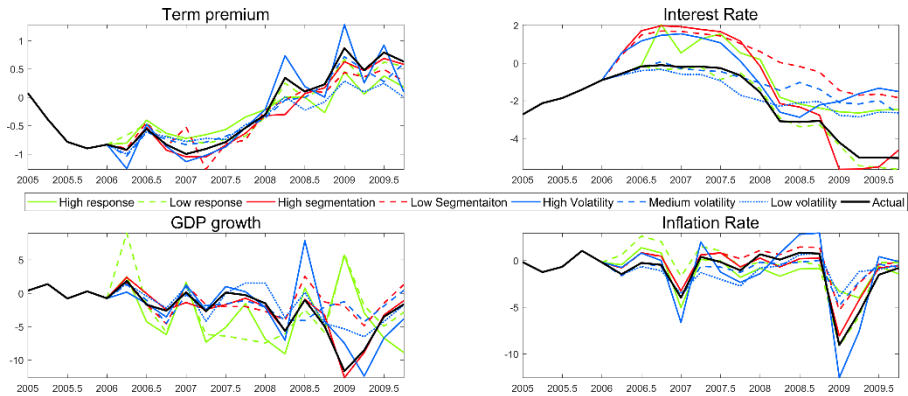 Term premium
Interest Rate
1
0.5
0
-0.5
-1
2005 2005.5 2006 2006.5 2007 2007.5 2008 2008.5 2009 2009.5
2
0
-2
-4
2005 2005.5 2006 2006.5 2007 2007.5 2008 2008.5 2009 2009.5
High response Low response High segmentation Low Segmentaiton High Volatility Medium volatility Low volatility Actual
GDP growth
Inflation Rate
5
0
-5
-10
2005 2005.5 2006 2006.5 2007 2007.5 2008 2008.5 2009 2009.5
0
-5
-10
2005 2005.5 2006 2006.5 2007 2007.5 2008 2008.5 2009 2009.5